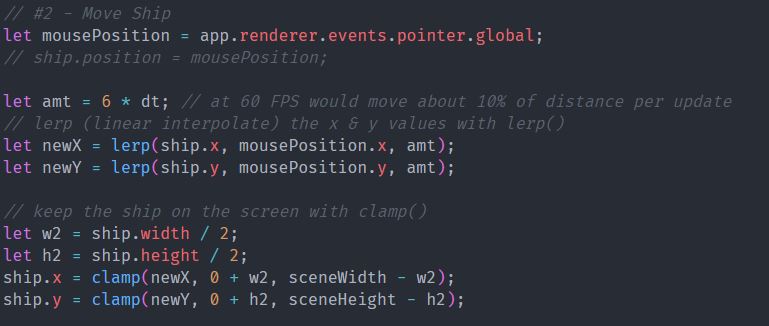 // #2 - Move Ship
let mousePosition = app.renderer.events.pointer.global;
// ship.position = mousePosition;
let amt = 6 * dt; // at 60 FPS would move about 10% of distance per update
// lerp (linear interpolate) the x & y values with lerp()
let newX = lerp(ship.x, mousePosition.x, amt);
let newY = lerp(ship.y, mousePosition.y, amt);
// keep the ship on the screen with clamp()
let w2 = ship.width / 2;
let h2 = ship.height / 2;
ship.x = clamp(newX, 0 + w2, sceneWidth - w2);
ship.y = clamp(newY, 0 + h2, sceneHeight - h2);